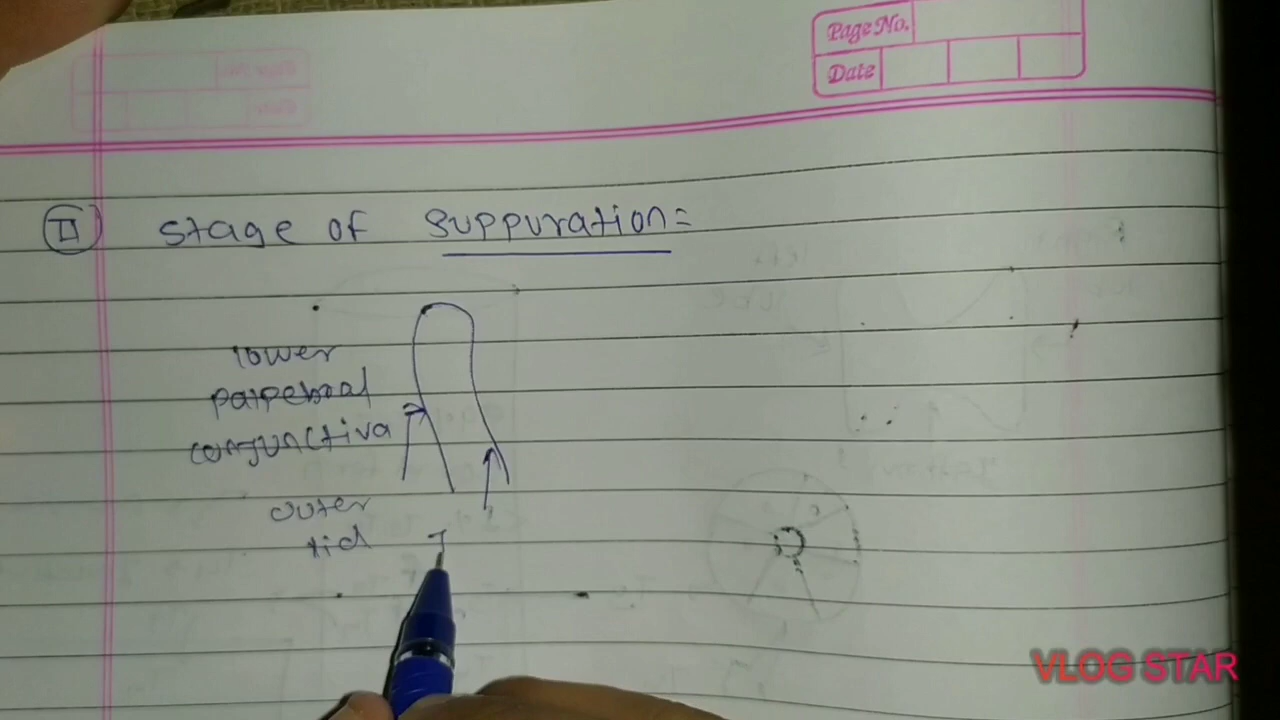 Page No.
Date
II) Stage of suppuration=
lower
palpebral
conjunctiva
outer
lid
VLOG STAR